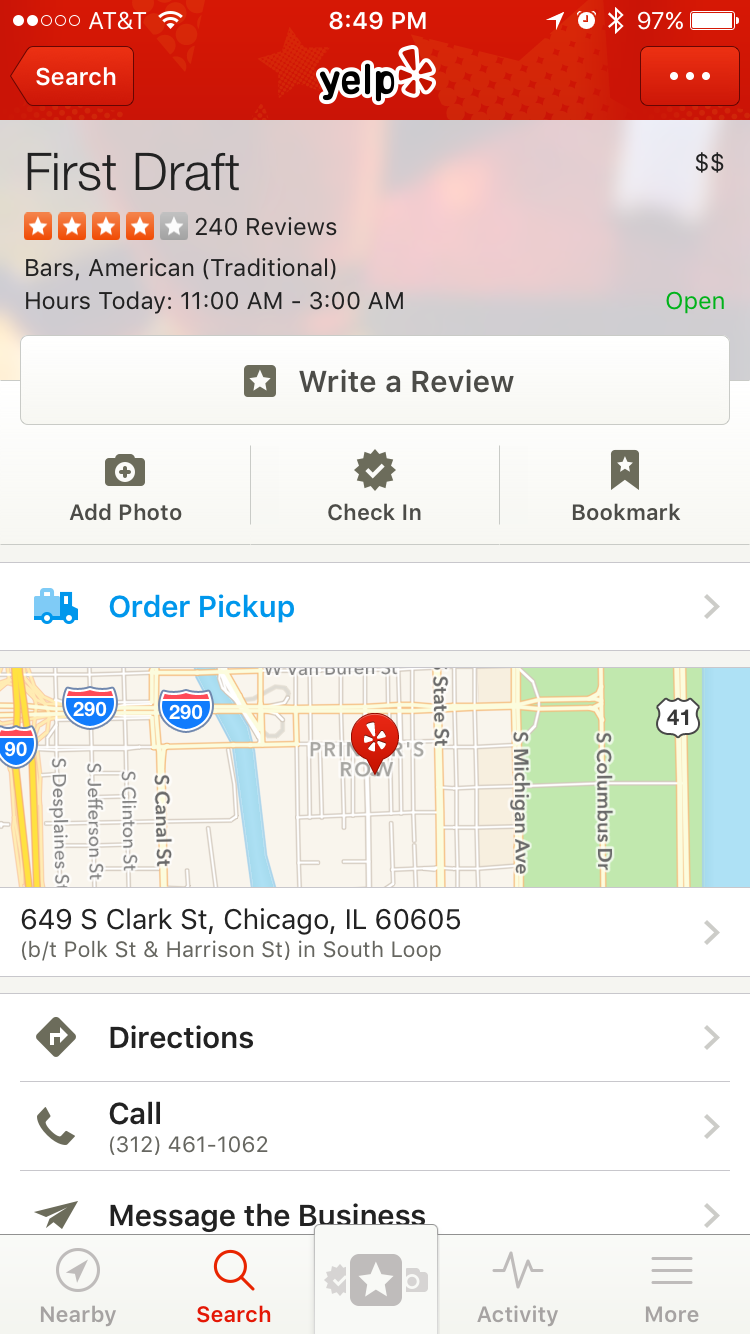 AT&T 8:49 PM 97%
Search yelp
First Draft $$
240 Reviews
Bars, American (Traditional)
Hours Today: 11:00 AM - 3:00 AM Open
Write a Review
Add Photo Check In Bookmark
Order Pickup
W Van Buren St
290 290 41
90
PRINTER'S
ROW
S Desplaines St
S Jefferson St
S Clinton St
S Canal St
S State St
S Michigan Ave
S Columbus Dr
649 S Clark St, Chicago, IL 60605
(b/t Polk St & Harrison St) in South Loop
Directions
Call
(312) 461-1062
Message the Business
Nearby Search Activity More